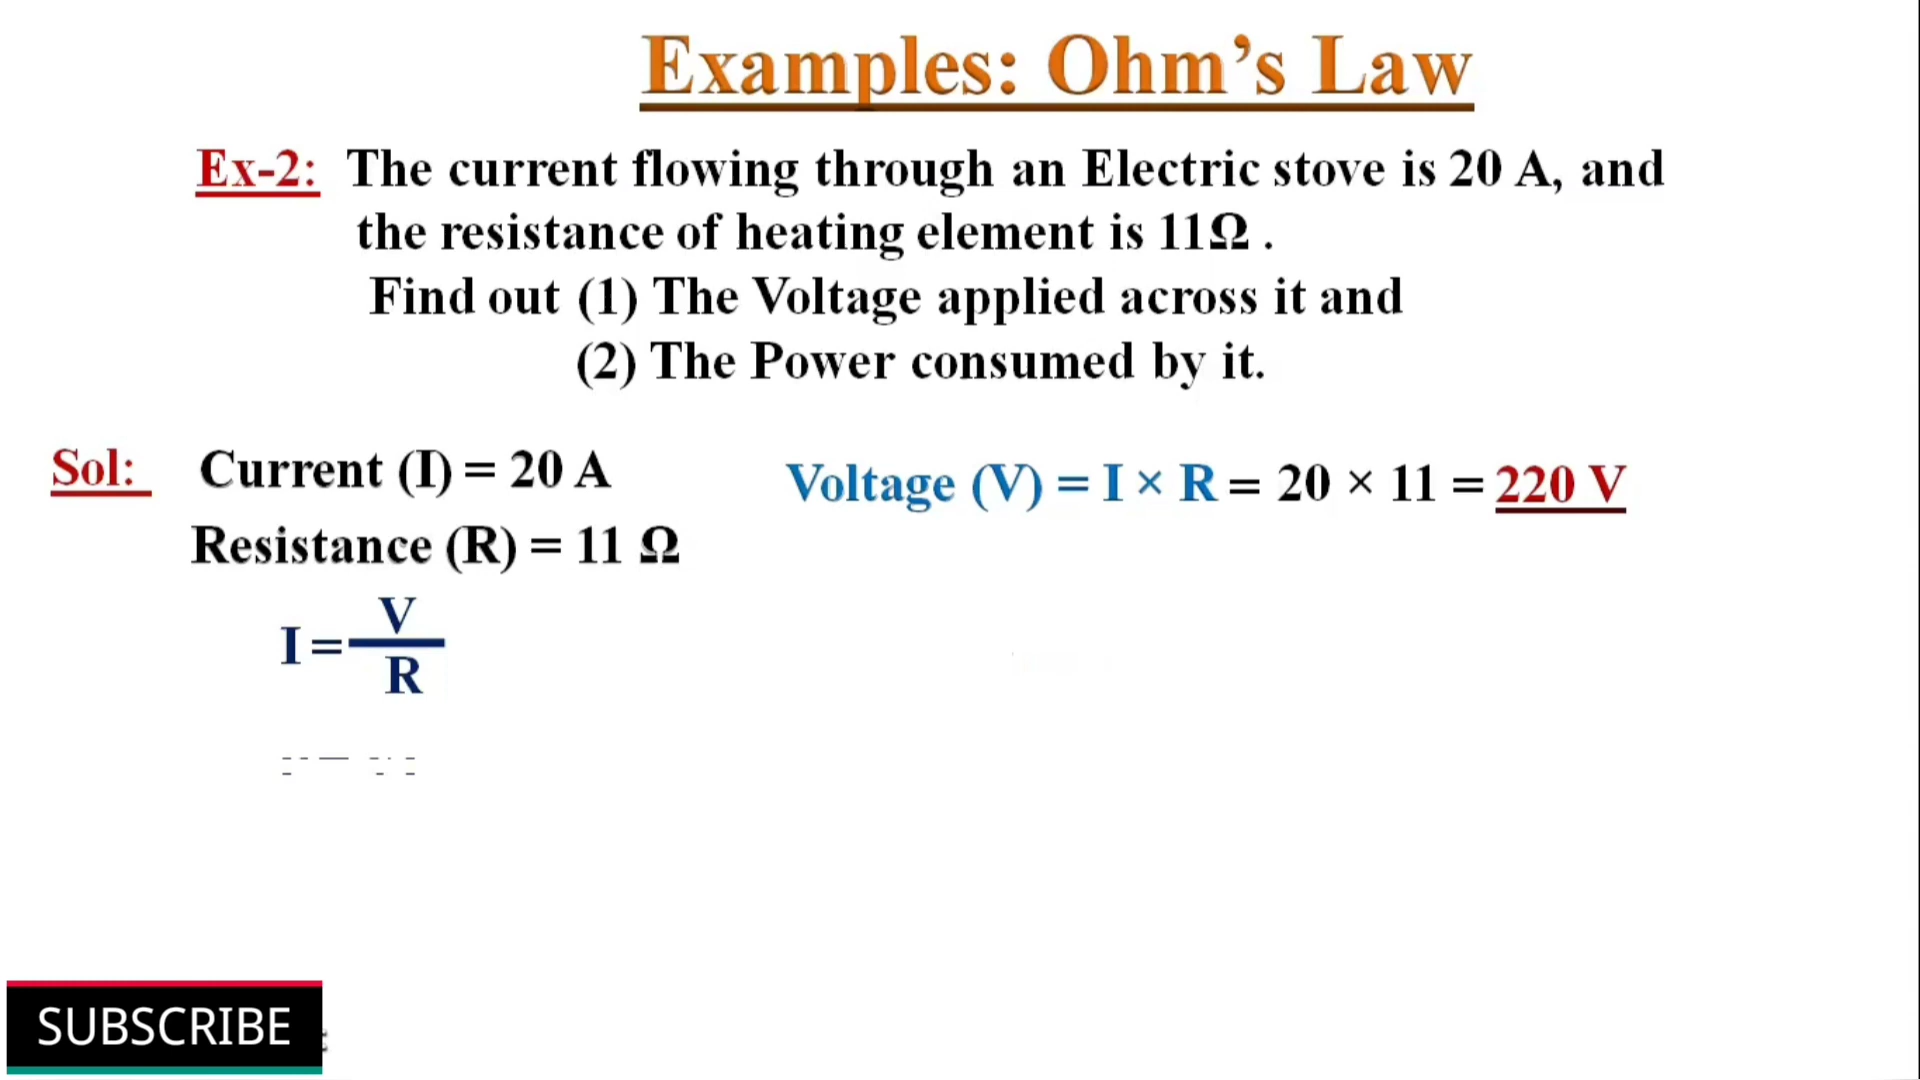 Examples: Ohm’s Law
Ex-2: The current flowing through an Electric stove is 20 A, and
the resistance of heating element is 11Ω .
Find out (1) The Voltage applied across it and
(2) The Power consumed by it.
Sol: Current (I) = 20 A
Resistance (R) = 11 Ω
I = V
R
Voltage (V) = I × R = 20 × 11 = 220 V
SUBSCRIBE